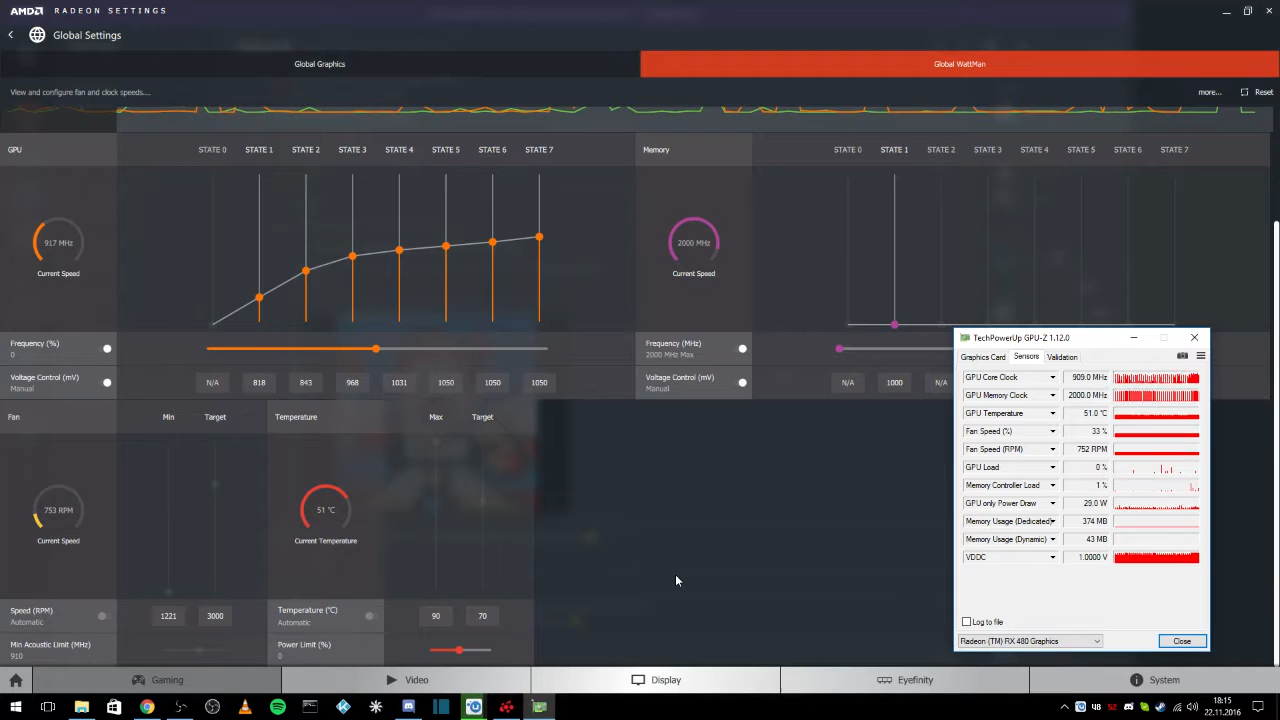 AMD RADEON SETTINGS
Global Settings
Global Graphics
Global WattMan
View and configure fan and clock speeds....
more...
Reset
GPU
STATE 0 STATE 1 STATE 2 STATE 3 STATE 4 STATE 5 STATE 6 STATE 7
917 MHz
Current Speed
Frequency (%)
0
Voltage Control (mV)
Manual
N/A 818 843 968 1031 1050 1050 1050
Memory
STATE 0 STATE 1 STATE 2 STATE 3 STATE 4 STATE 5 STATE 6 STATE 7
2000 MHz
Current Speed
Frequency (MHz)
2000 MHz Max
Voltage Control (mV)
Manual
N/A 1000 N/A
Fan
Min Target
753 RPM
Current Speed
Speed (RPM)
Automatic
1221 3000
Min Acoustic Limit (MHz)
910
Temperature
Max Target
51 °C
Current Temperature
Temperature (°C)
Automatic
90 70
Power Limit (%)
0
TechPowerUp GPU-Z 1.12.0
Graphics Card Sensors Validation
GPU Core Clock 909.0 MHz
GPU Memory Clock 2000.0 MHz
GPU Temperature 51.0 °C
Fan Speed (%) 33 %
Fan Speed (RPM) 752 RPM
GPU Load 0 %
Memory Controller Load 1 %
GPU only Power Draw 29.0 W
Memory Usage (Dedicated) 374 MB
Memory Usage (Dynamic) 43 MB
VDDC 1.0000 V
Log to file
Radeon (TM) RX 480 Graphics
Close
Gaming
Video
Display
Eyefinity
System
48 52
18:15
22.11.2016